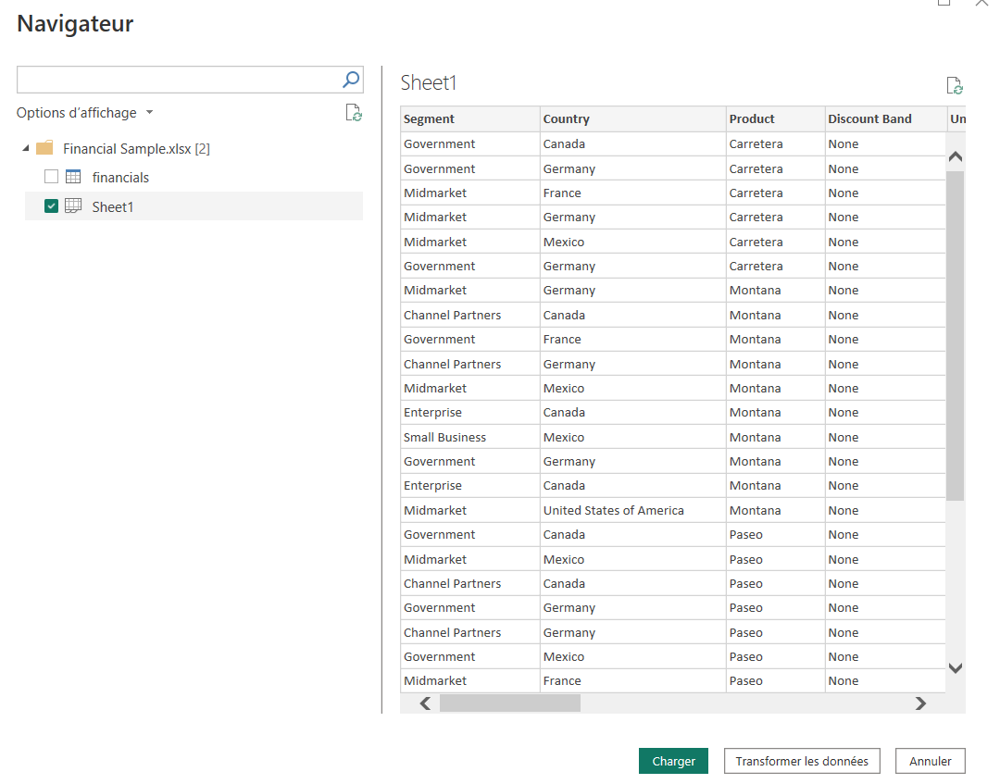 Navigateur
Options d’affichage
Financial Sample.xlsx [2]
financials
Sheet1
Sheet1
Segment Country Product Discount Band Un
Government Canada Carretera None
Government Germany Carretera None
Midmarket France Carretera None
Midmarket Germany Carretera None
Midmarket Mexico Carretera None
Government Germany Carretera None
Midmarket Germany Montana None
Channel Partners Canada Montana None
Government France Montana None
Channel Partners Germany Montana None
Midmarket Mexico Montana None
Enterprise Canada Montana None
Small Business Mexico Montana None
Government Germany Montana None
Enterprise Canada Montana None
Midmarket United States of America Montana None
Government Canada Paseo None
Midmarket Mexico Paseo None
Channel Partners Canada Paseo None
Government Germany Paseo None
Channel Partners Germany Paseo None
Government Mexico Paseo None
Midmarket France Paseo None
Charger Transformer les données Annuler